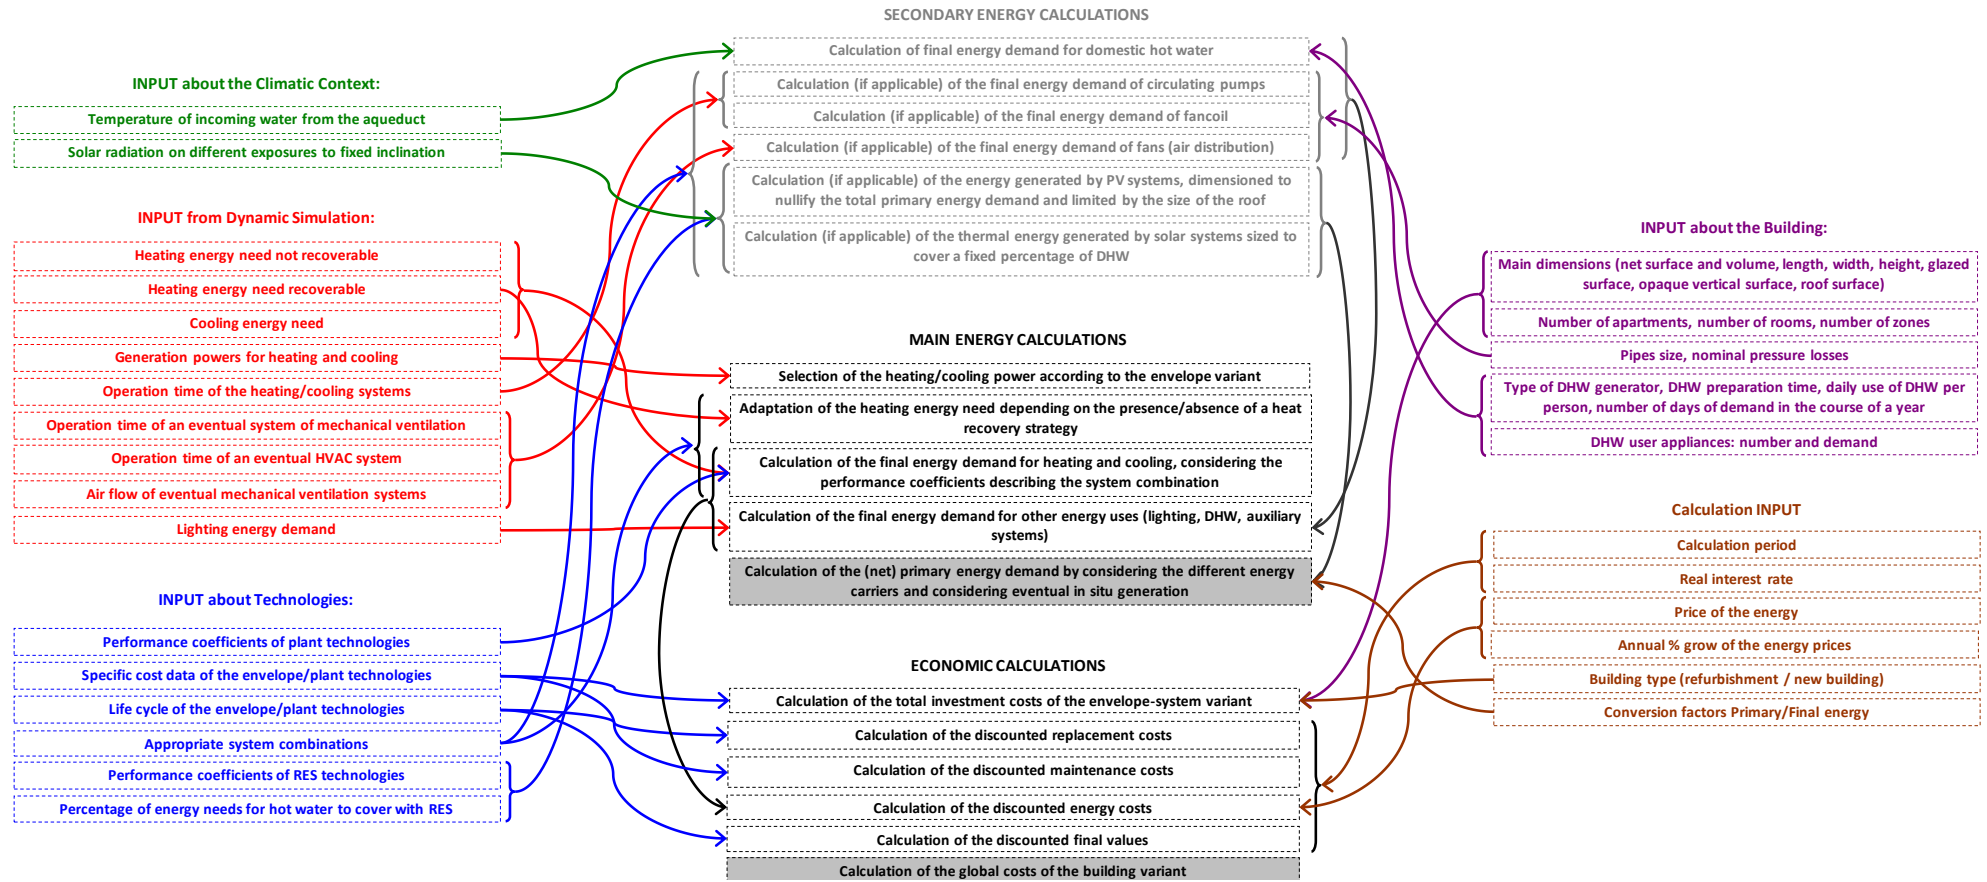 SECONDARY ENERGY CALCULATIONS
Calculation of final energy demand for domestic hot water
Calculation (if applicable) of the final energy demand of circulating pumps
Calculation (if applicable) of the final energy demand of fancoil
Calculation (if applicable) of the final energy demand of fans (air distribution)
Calculation (if applicable) of the energy generated by PV systems, dimensioned to
nullify the total primary energy demand and limited by the size of the roof
Calculation (if applicable) of the thermal energy generated by solar systems sized to
cover a fixed percentage of DHW
INPUT about the Climatic Context:
Temperature of incoming water from the aqueduct
Solar radiation on different exposures to fixed inclination
INPUT from Dynamic Simulation:
Heating energy need not recoverable
Heating energy need recoverable
Cooling energy need
Generation powers for heating and cooling
Operation time of the heating/cooling systems
Operation time of an eventual system of mechanical ventilation
Operation time of an eventual HVAC system
Air flow of eventual mechanical ventilation systems
Lighting energy demand
INPUT about Technologies:
Performance coefficients of plant technologies
Specific cost data of the envelope/plant technologies
Life cycle of the envelope/plant technologies
Appropriate system combinations
Performance coefficients of RES technologies
Percentage of energy needs for hot water to cover with RES
MAIN ENERGY CALCULATIONS
Selection of the heating/cooling power according to the envelope variant
Adaptation of the heating energy need depending on the presence/absence of a heat
recovery strategy
Calculation of the final energy demand for heating and cooling, considering the
performance coefficients describing the system combination
Calculation of the final energy demand for other energy uses (lighting, DHW, auxiliary
systems)
Calculation of the (net) primary energy demand by considering the different energy
carriers and considering eventual in situ generation
ECONOMIC CALCULATIONS
Calculation of the total investment costs of the envelope-system variant
Calculation of the discounted replacement costs
Calculation of the discounted maintenance costs
Calculation of the discounted energy costs
Calculation of the discounted final values
Calculation of the global costs of the building variant
INPUT about the Building:
Main dimensions (net surface and volume, length, width, height, glazed
surface, opaque vertical surface, roof surface)
Number of apartments, number of rooms, number of zones
Pipes size, nominal pressure losses
Type of DHW generator, DHW preparation time, daily use of DHW per
person, number of days of demand in the course of a year
DHW user appliances: number and demand
Calculation INPUT
Calculation period
Real interest rate
Price of the energy
Annual % grow of the energy prices
Building type (refurbishment / new building)
Conversion factors Primary/Final energy